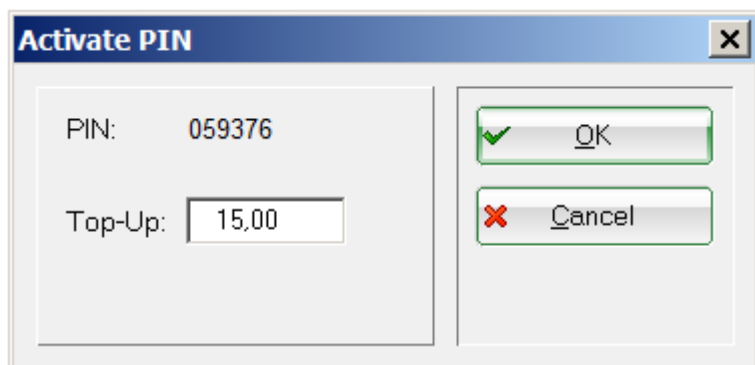 Activate PIN
PIN: 059376
Top-Up: 15,00
OK
Cancel